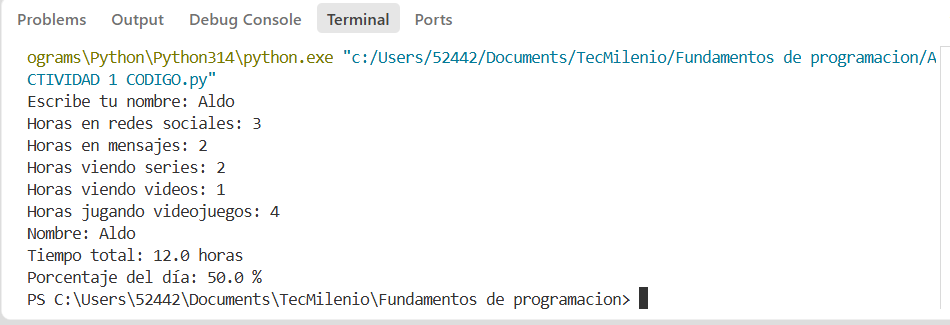 Problems Output Debug Console Terminal Ports
ograms\Python\Python314\python.exe "c:/Users/52442/Documents/TecMilenio/Fundamentos de programacion/A
CTIVIDAD 1 CODIGO.py"
Escribe tu nombre: Aldo
Horas en redes sociales: 3
Horas en mensajes: 2
Horas viendo series: 2
Horas viendo videos: 1
Horas jugando videojuegos: 4
Nombre: Aldo
Tiempo total: 12.0 horas
Porcentaje del día: 50.0 %
PS C:\Users\52442\Documents\TecMilenio\Fundamentos de programacion>